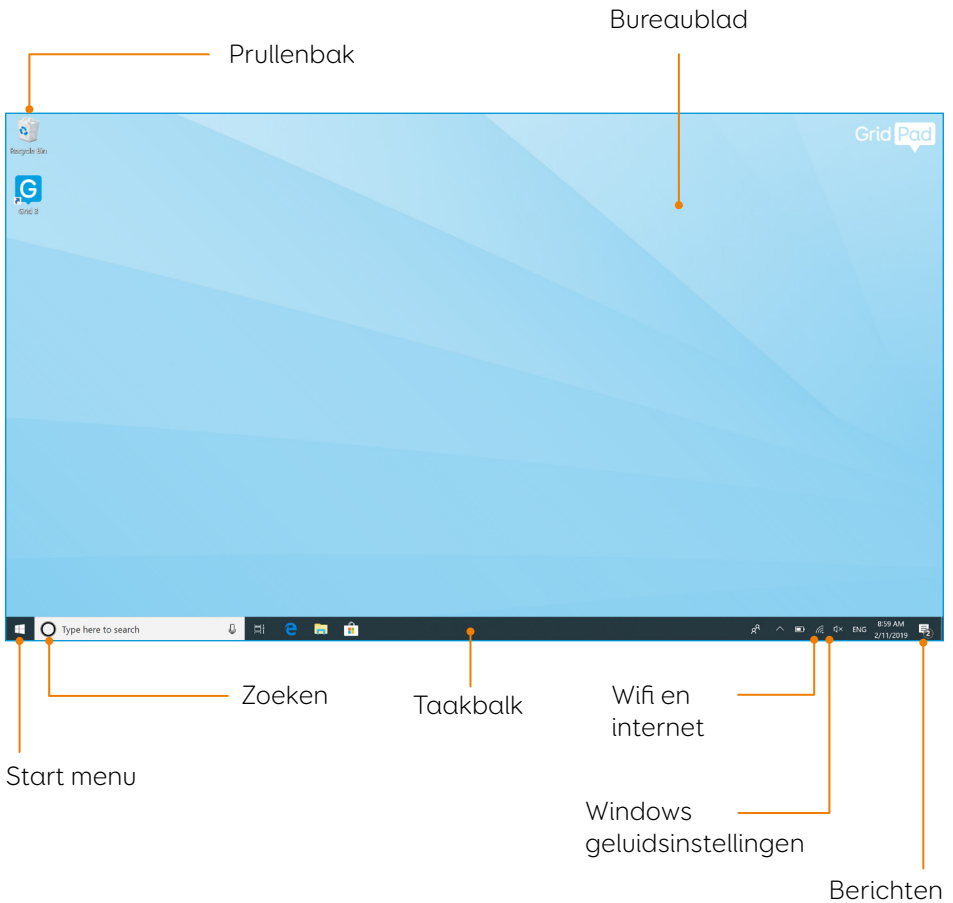 Bureaublad
Prullenbak
Grid Pad
Recycle Bin
Grid 3
Type here to search
ENG
8:59 AM
2/11/2019
2
Zoeken
Taakbalk
Wifi en
internet
Start menu
Windows
geluidsinstellingen
Berichten